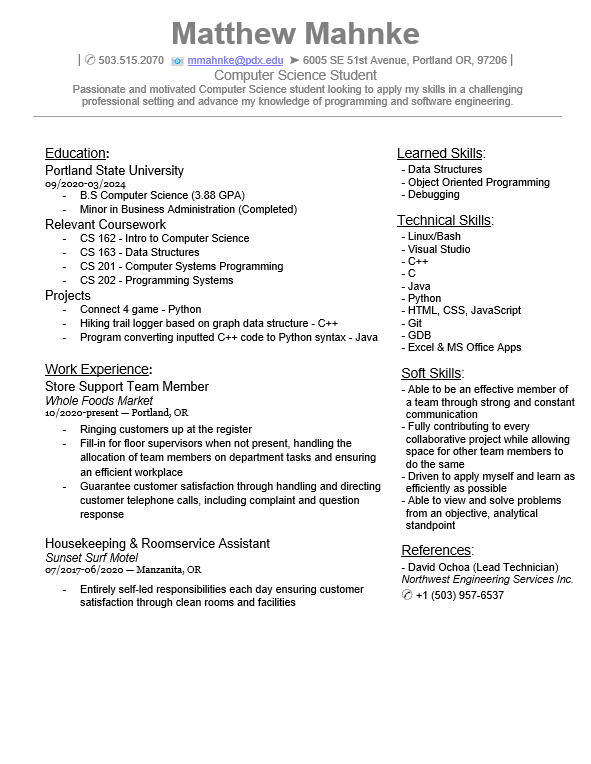 Matthew Mahnke
| ✆ 503.515.2070 📧 mmahnke@pdx.edu ➤ 6005 SE 51st Avenue, Portland OR, 97206 |
Computer Science Student
Passionate and motivated Computer Science student looking to apply my skills in a challenging
professional setting and advance my knowledge of programming and software engineering.
Education:
Portland State University
09/2020-03/2024
- B.S Computer Science (3.88 GPA)
- Minor in Business Administration (Completed)
Relevant Coursework
- CS 162 - Intro to Computer Science
- CS 163 - Data Structures
- CS 201 - Computer Systems Programming
- CS 202 - Programming Systems
Projects
- Connect 4 game - Python
- Hiking trail logger based on graph data structure - C++
- Program converting inputted C++ code to Python syntax - Java
Work Experience:
Store Support Team Member
Whole Foods Market
10/2020-present — Portland, OR
- Ringing customers up at the register
- Fill-in for floor supervisors when not present, handling the
allocation of team members on department tasks and ensuring
an efficient workplace
- Guarantee customer satisfaction through handling and directing
customer telephone calls, including complaint and question
response
Housekeeping & Roomservice Assistant
Sunset Surf Motel
07/2017-06/2020 — Manzanita, OR
- Entirely self-led responsibilities each day ensuring customer
satisfaction through clean rooms and facilities
Learned Skills:
- Data Structures
- Object Oriented Programming
- Debugging
Technical Skills:
- Linux/Bash
- Visual Studio
- C++
- C
- Java
- Python
- HTML, CSS, JavaScript
- Git
- GDB
- Excel & MS Office Apps
Soft Skills:
- Able to be an effective member of
a team through strong and constant
communication
- Fully contributing to every
collaborative project while allowing
space for other team members to
do the same
- Driven to apply myself and learn as
efficiently as possible
- Able to view and solve problems
from an objective, analytical
standpoint
References:
- David Ochoa (Lead Technician)
Northwest Engineering Services Inc.
✆ +1 (503) 957-6537